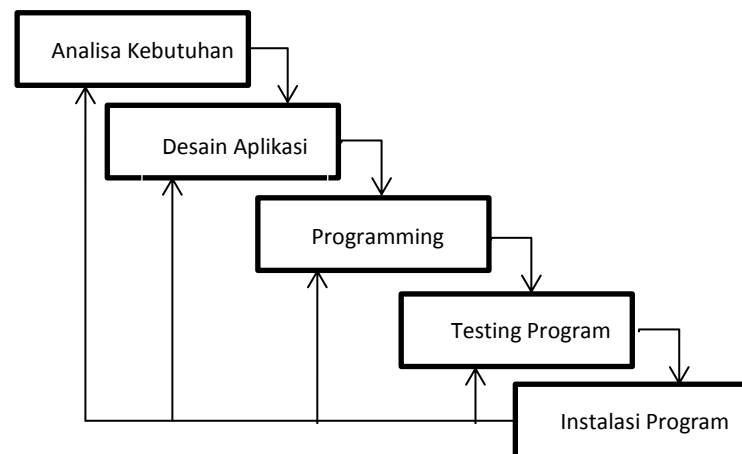 Analisa Kebutuhan
Desain Aplikasi
Programming
Testing Program
Instalasi Program